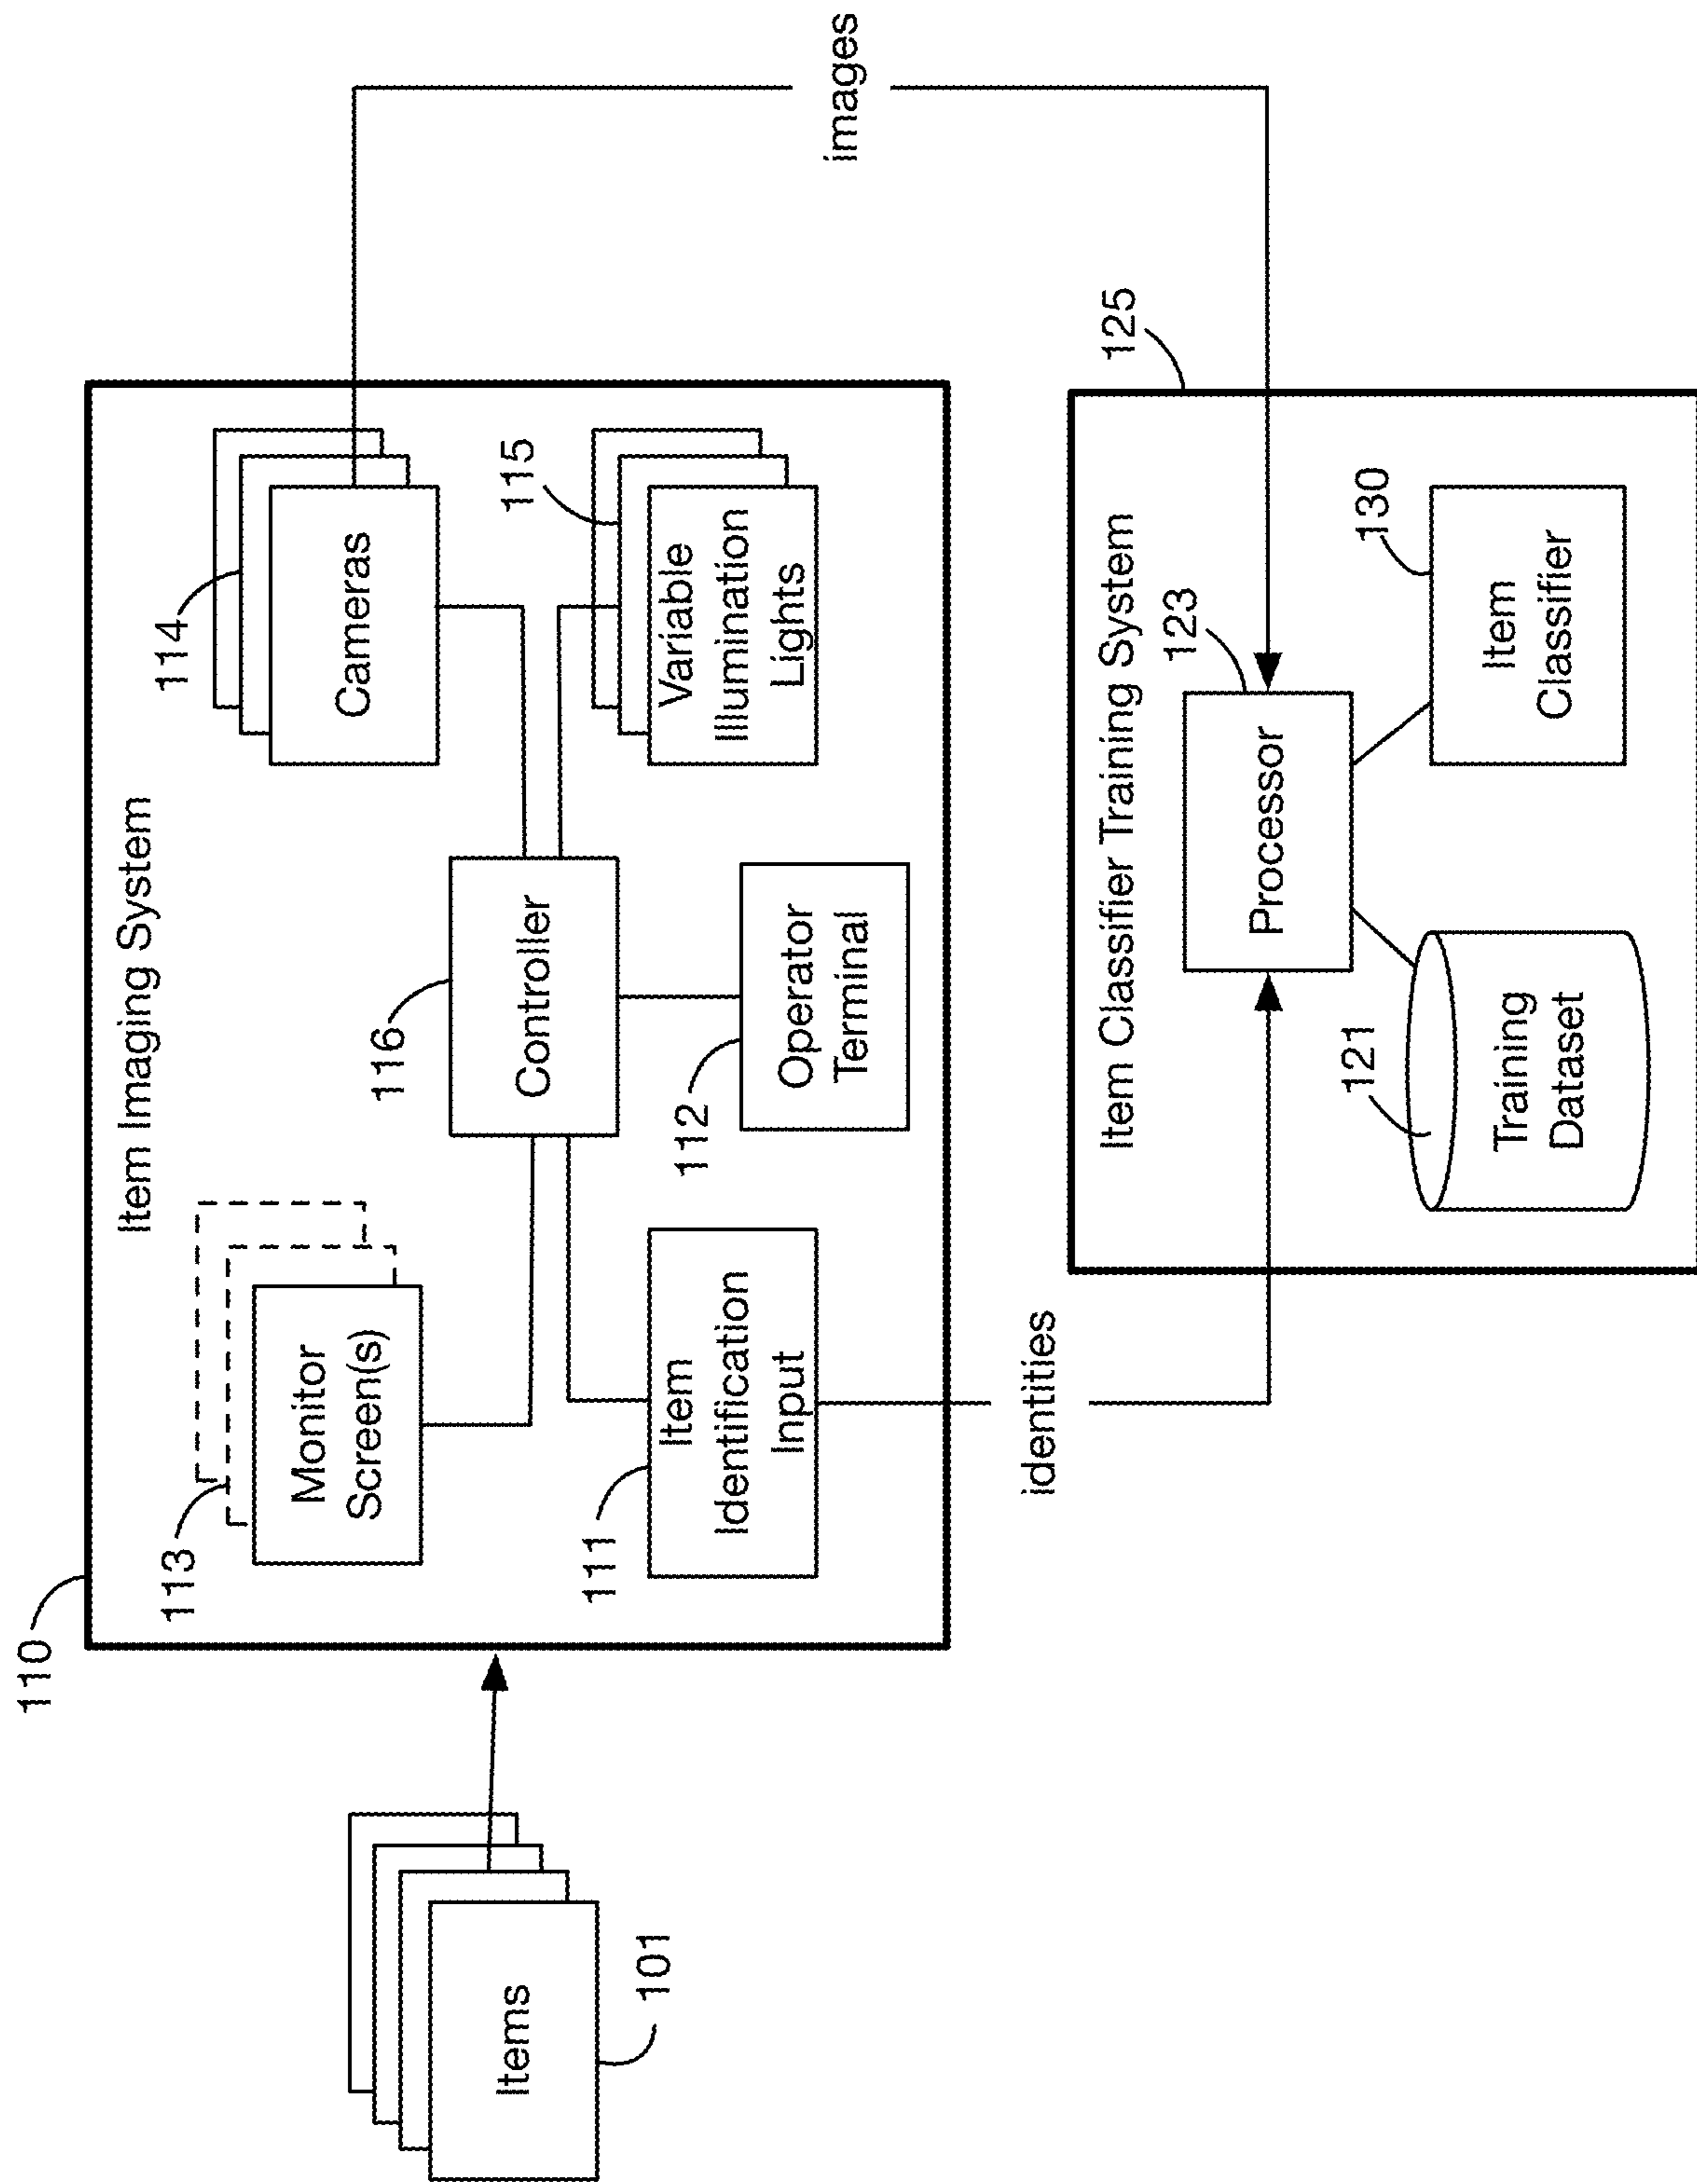 110
Item Imaging System
113
Monitor
Screen(s)
116
Controller
114
Cameras
111
Item
Identification
Input
112
Operator
Terminal
115
Variable
Illumination
Lights
Items
101
identities
images
125
Item Classifier Training System
123
Processor
121
Training
Dataset
130
Item
Classifier